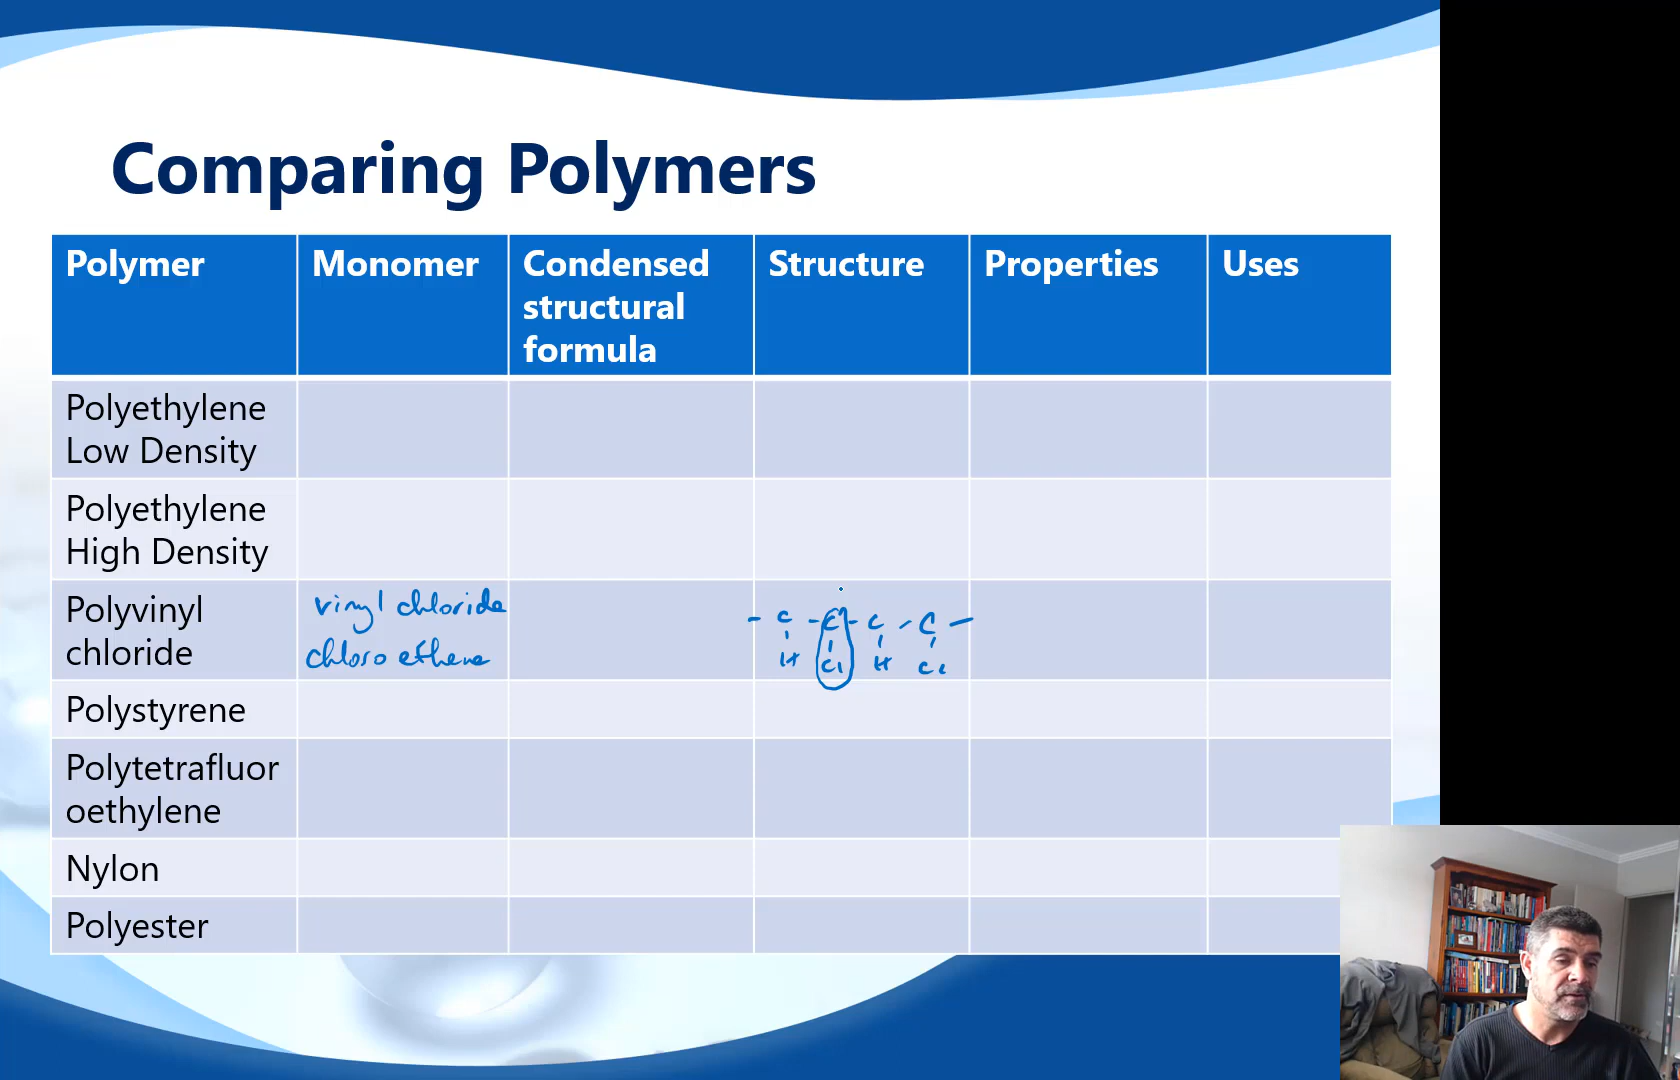 Comparing Polymers
Polymer Monomer Condensed Structure Properties Uses
structural
formula
Polyethylene
Low Density
Polyethylene
High Density
Polyvinyl vinyl chloride - C - C - C - C -
chloride chloro ethene H Cl H Cl
Polystyrene
Polytetrafluor
oethylene
Nylon
Polyester